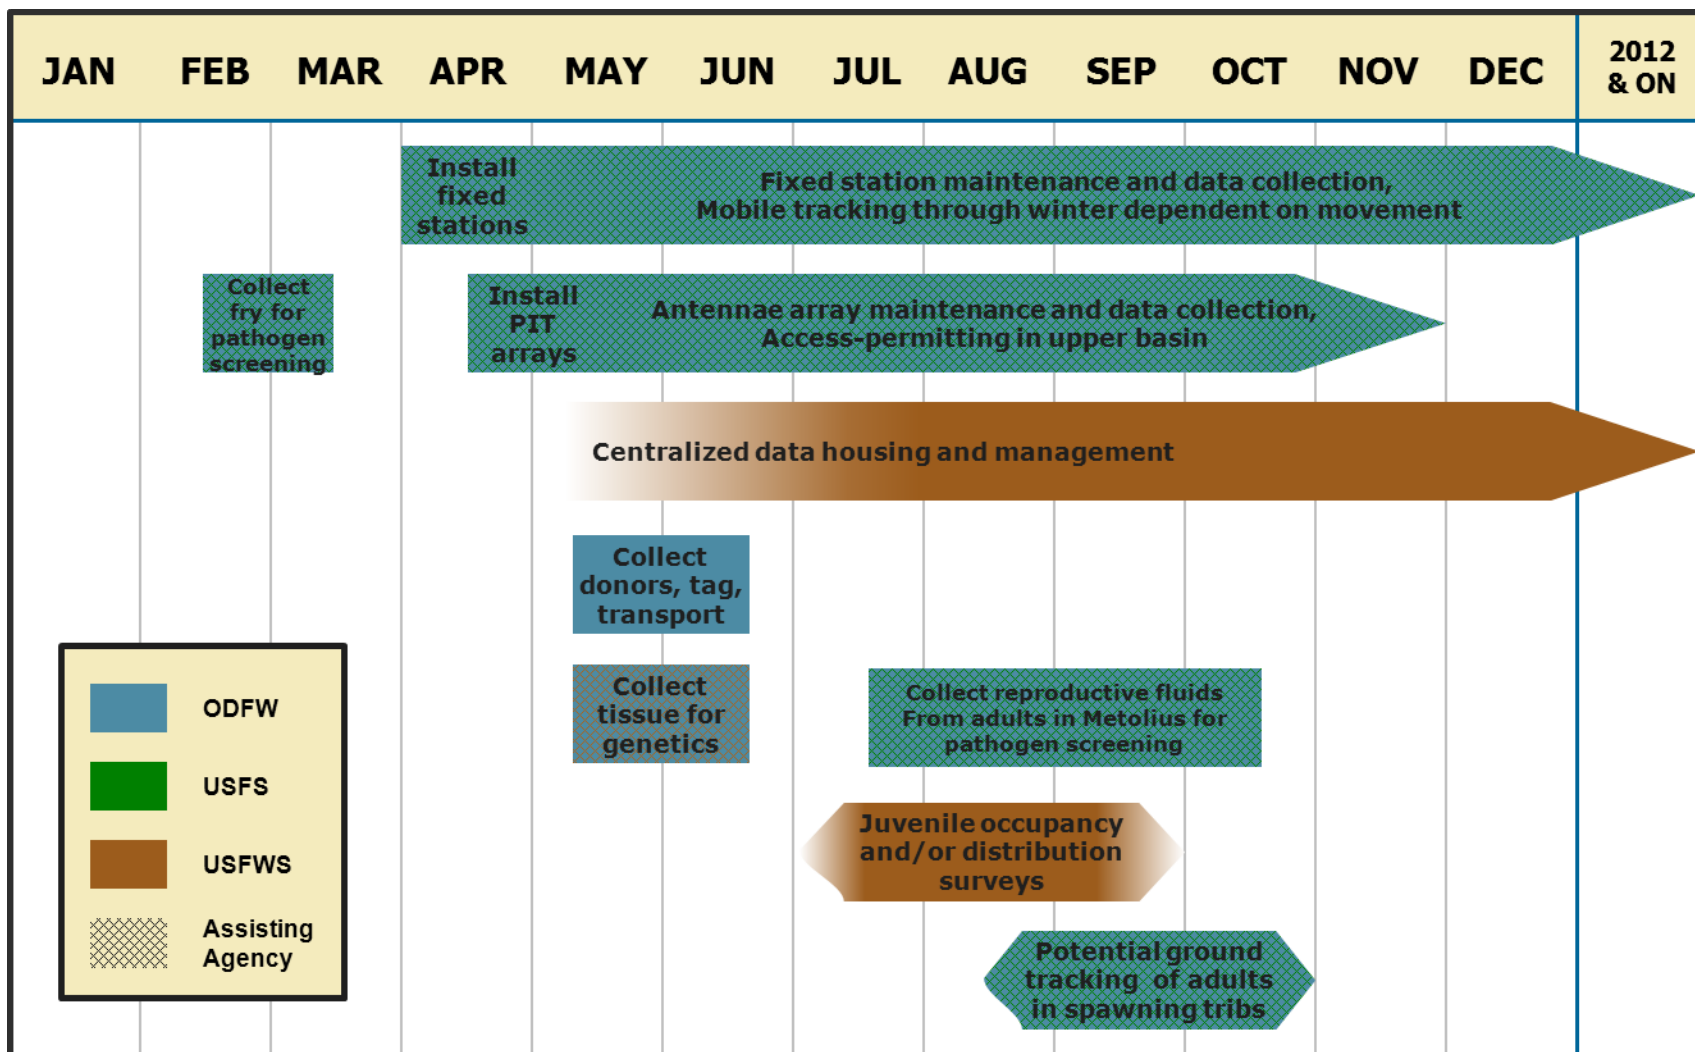 JAN FEB MAR APR MAY JUN JUL AUG SEP OCT NOV DEC 2012
& ON
Install
fixed
stations
Fixed station maintenance and data collection,
Mobile tracking through winter dependent on movement
Collect
fry for
pathogen
screening
Install
PIT
arrays
Antennae array maintenance and data collection,
Access-permitting in upper basin
Centralized data housing and management
Collect
donors, tag,
transport
Collect
tissue for
genetics
Collect reproductive fluids
From adults in Metolius for
pathogen screening
Juvenile occupancy
and/or distribution
surveys
Potential ground
tracking of adults
in spawning tribs
ODFW
USFS
USFWS
Assisting
Agency